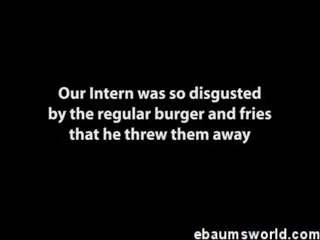 Our Intern was so disgusted
by the regular burger and fries
that he threw them away
ebaumsworld.com